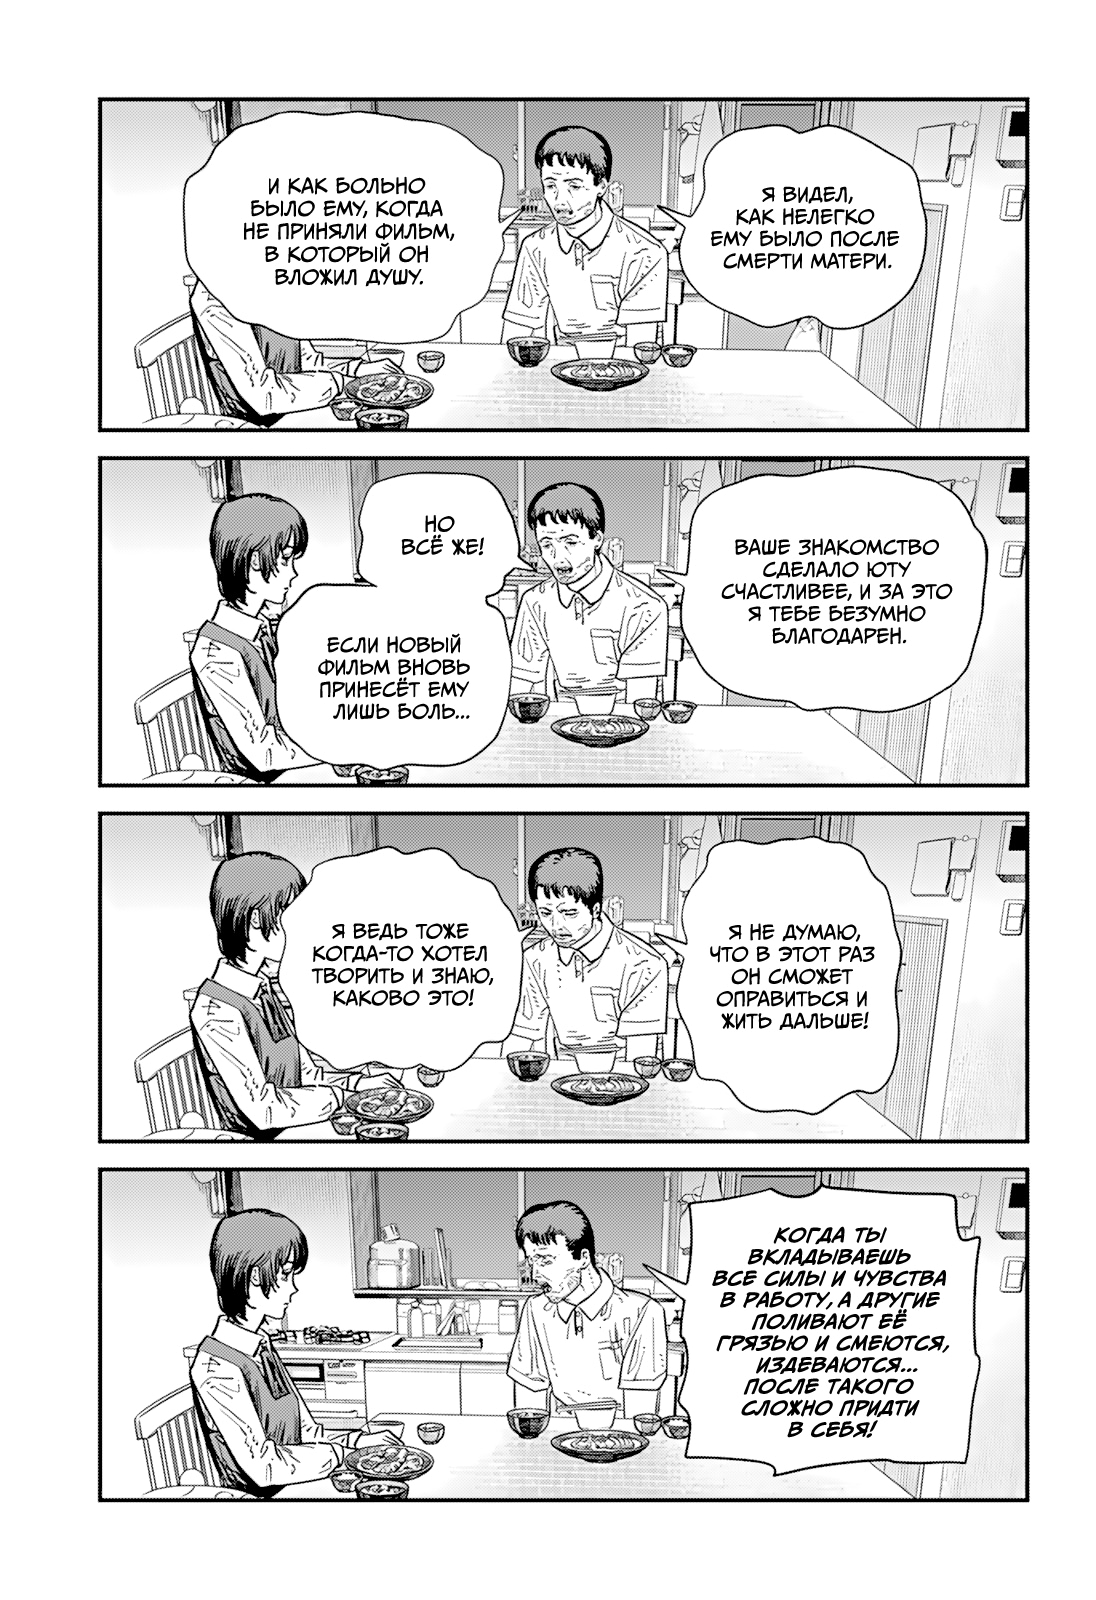 Я ВИДЕЛ,
КАК НЕЛЕГКО
ЕМУ БЫЛО ПОСЛЕ
СМЕРТИ МАТЕРИ.
И КАК БОЛЬНО
БЫЛО ЕМУ, КОГДА
НЕ ПРИНЯЛИ ФИЛЬМ,
В КОТОРЫЙ ОН
ВЛОЖИЛ ДУШУ.
ВАШЕ ЗНАКОМСТВО
СДЕЛАЛО ЮТУ
СЧАСТЛИВЕЕ, И ЗА ЭТО
Я ТЕБЕ БЕЗУМНО
БЛАГОДАРЕН.
НО
ВСЁ ЖЕ!
ЕСЛИ НОВЫЙ
ФИЛЬМ ВНОВЬ
ПРИНЕСЁТ ЕМУ
ЛИШЬ БОЛЬ...
Я НЕ ДУМАЮ,
ЧТО В ЭТОТ РАЗ
ОН СМОЖЕТ
ОПРАВИТЬСЯ И
ЖИТЬ ДАЛЬШЕ!
Я ВЕДЬ ТОЖЕ
КОГДА-ТО ХОТЕЛ
ТВОРИТЬ И ЗНАЮ,
КАКОВО ЭТО!
КОГДА ТЫ
ВКЛАДЫВАЕШЬ
ВСЕ СИЛЫ И ЧУВСТВА
В РАБОТУ, А ДРУГИЕ
ПОЛИВАЮТ ЕЁ
ГРЯЗЬЮ И СМЕЮТСЯ,
ИЗДЕВАЮТСЯ...
ПОСЛЕ ТАКОГО
СЛОЖНО ПРИДТИ
В СЕБЯ!